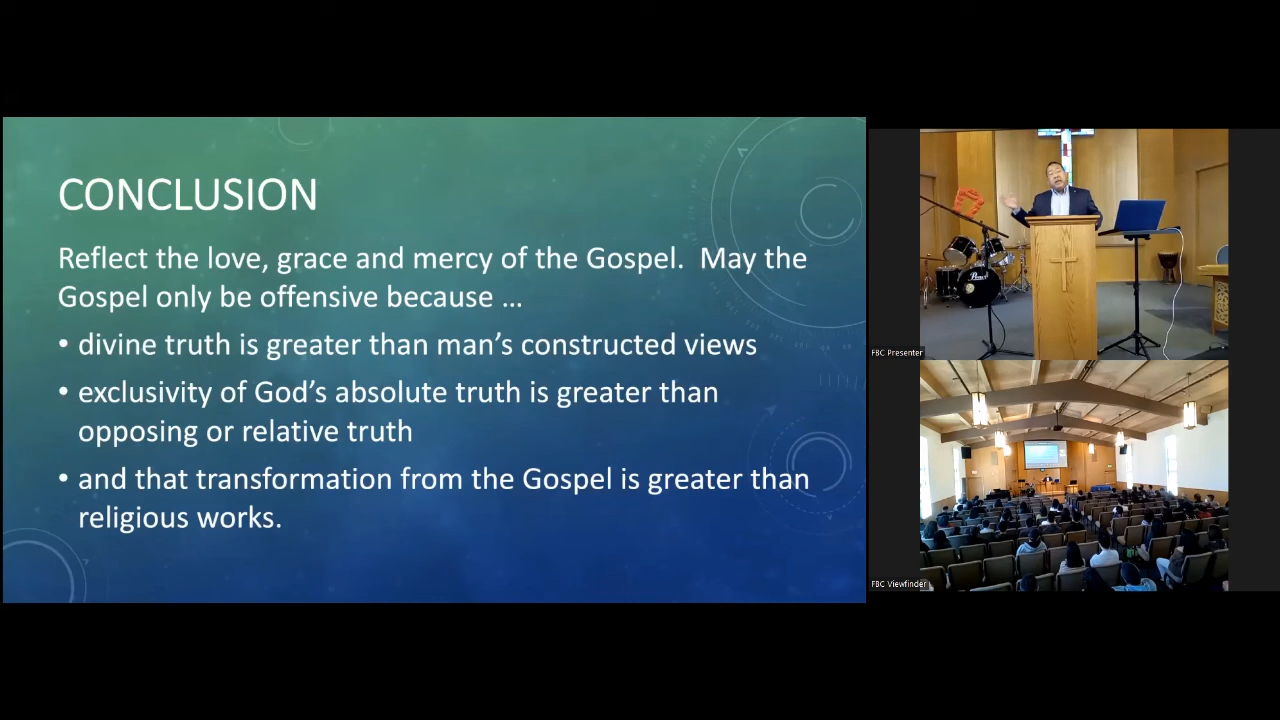 CONCLUSION
Reflect the love, grace and mercy of the Gospel.  May the
Gospel only be offensive because …
• divine truth is greater than man’s constructed views
• exclusivity of God’s absolute truth is greater than
opposing or relative truth
• and that transformation from the Gospel is greater than
religious works.
FBC Presenter
FBC Viewfinder